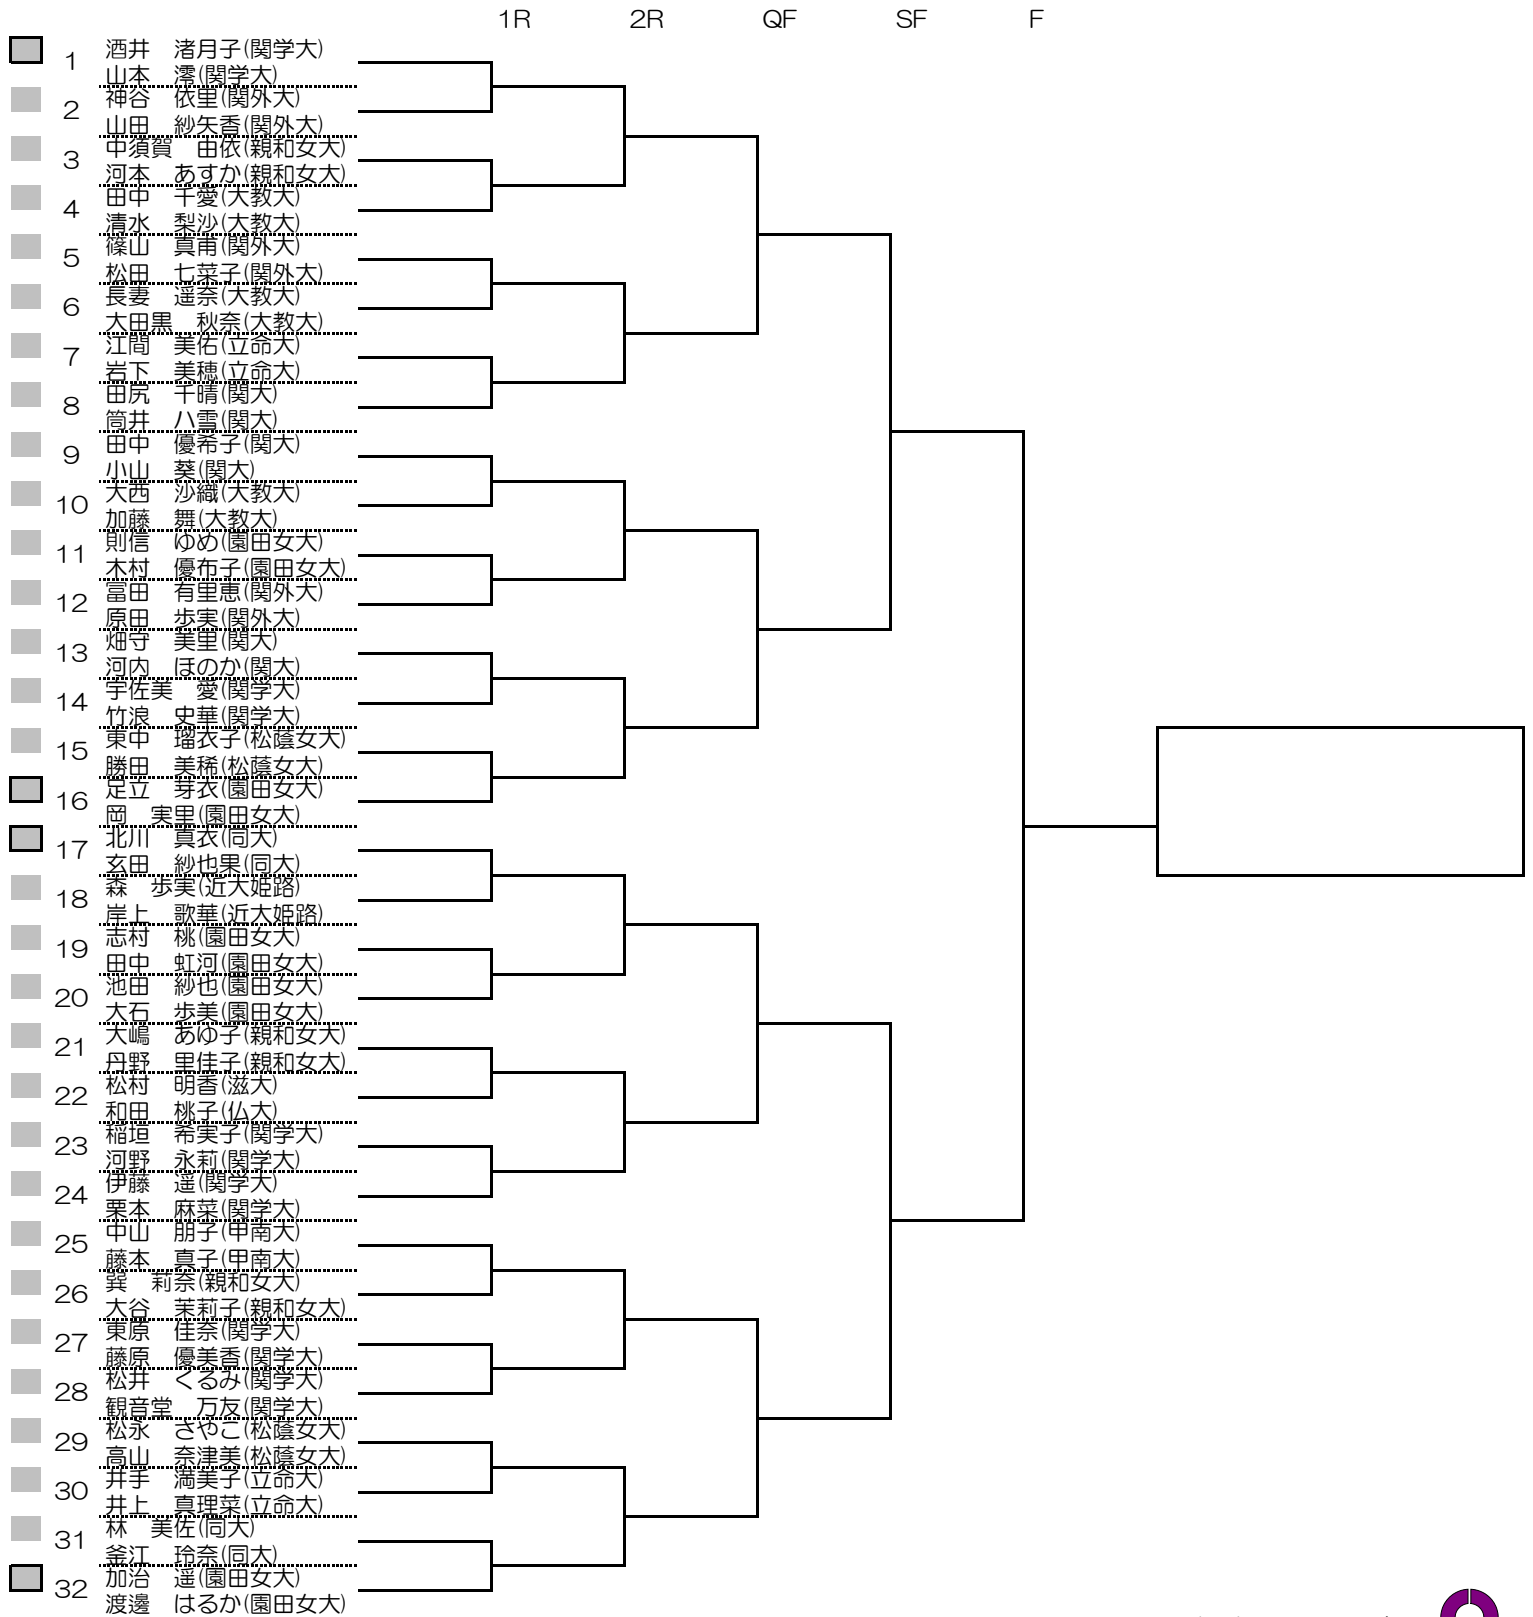 1R 2R QF SF F
酒井 渚月子(関学大)
1
山本 澪(関学大)
神谷 依里(関外大)
2
山田 紗矢香(関外大)
中須賀 由依(親和女大)
3
河本 あすか(親和女大)
田中 千愛(大教大)
4
清水 梨沙(大教大)
篠山 真甫(関外大)
5
松田 七菜子(関外大)
長妻 遥奈(大教大)
6
大田黒 秋奈(大教大)
江間 美佑(立命大)
7
岩下 美穂(立命大)
田尻 千晴(関大)
8
筒井 八雪(関大)
田中 優希子(関大)
9
小山 葵(関大)
大西 沙織(大教大)
10
加藤 舞(大教大)
則信 ゆめ(園田女大)
11
木村 優布子(園田女大)
冨田 有里恵(関外大)
12
原田 歩実(関外大)
畑守 美里(関大)
13
河内 ほのか(関大)
宇佐美 愛(関学大)
14
竹浪 史華(関学大)
東中 瑠衣子(松蔭女大)
15
勝田 美稀(松蔭女大)
足立 芽衣(園田女大)
16
岡 実里(園田女大)
北川 真衣(同大)
17
玄田 紗也果(同大)
森 歩実(近大姫路)
18
岸上 歌華(近大姫路)
志村 桃(園田女大)
19
田中 虹河(園田女大)
池田 紗也(園田女大)
20
大石 歩美(園田女大)
大嶋 あゆ子(親和女大)
21
丹野 里佳子(親和女大)
松村 明香(滋大)
22
和田 桃子(仏大)
稲垣 希実子(関学大)
23
河野 永莉(関学大)
伊藤 遥(関学大)
24
栗本 麻菜(関学大)
中山 朋子(甲南大)
25
藤本 真子(甲南大)
巽 莉奈(親和女大)
26
大谷 茉莉子(親和女大)
東原 佳奈(関学大)
27
藤原 優美香(関学大)
松井 くるみ(関学大)
28
観音堂 万友(関学大)
松永 さやこ(松蔭女大)
29
高山 奈津美(松蔭女大)
井手 満美子(立命大)
30
井上 真理菜(立命大)
林 美佐(同大)
31
釜江 玲奈(同大)
加治 遥(園田女大)
32
渡邊 はるか(園田女大)